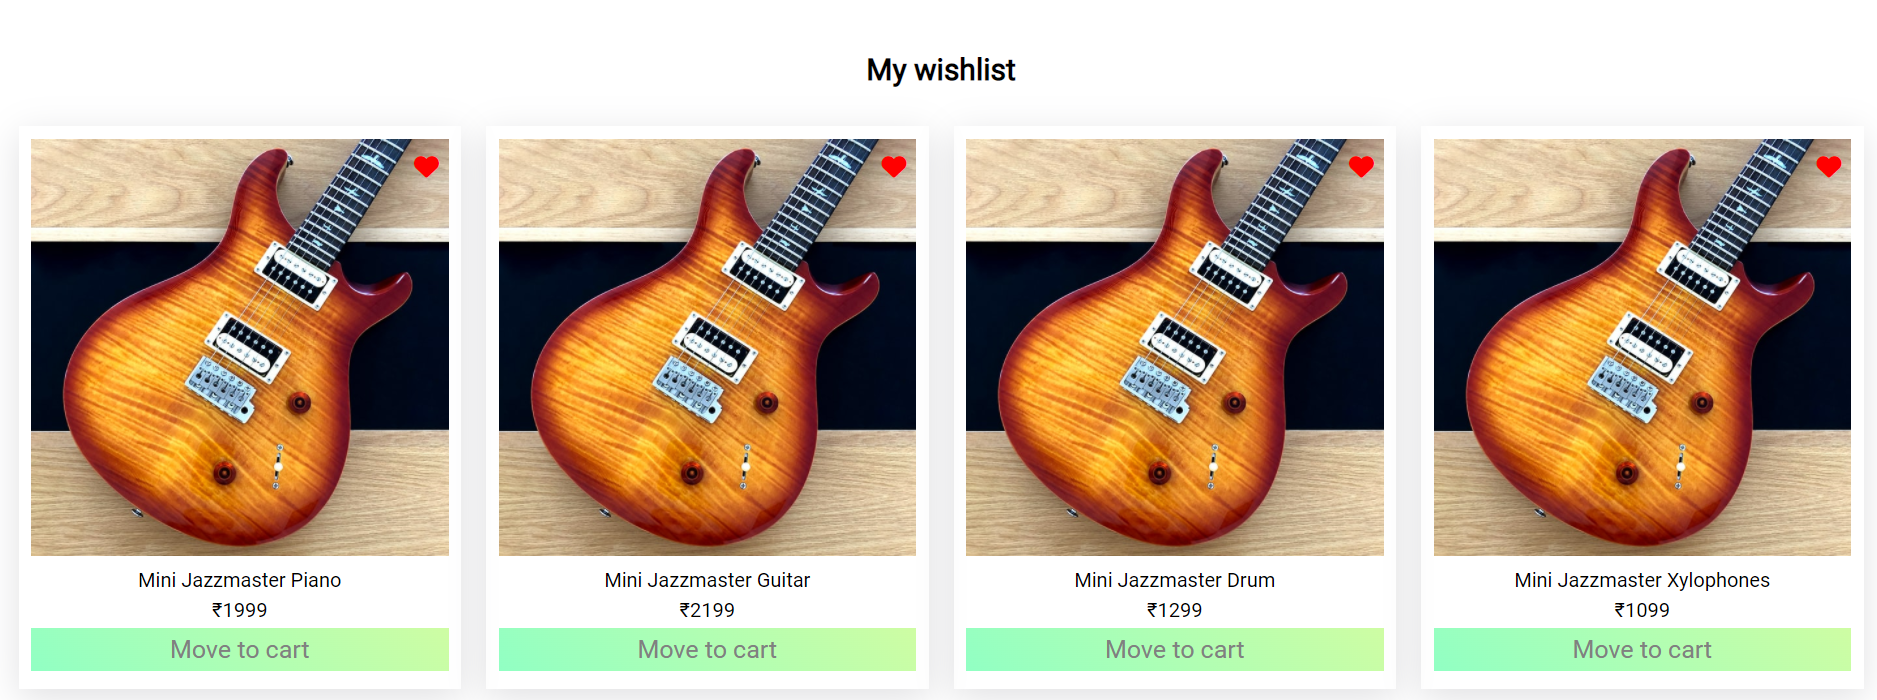 My wishlist
Mini Jazzmaster Piano
₹1999
Move to cart
Mini Jazzmaster Guitar
₹2199
Move to cart
Mini Jazzmaster Drum
₹1299
Move to cart
Mini Jazzmaster Xylophones
₹1099
Move to cart